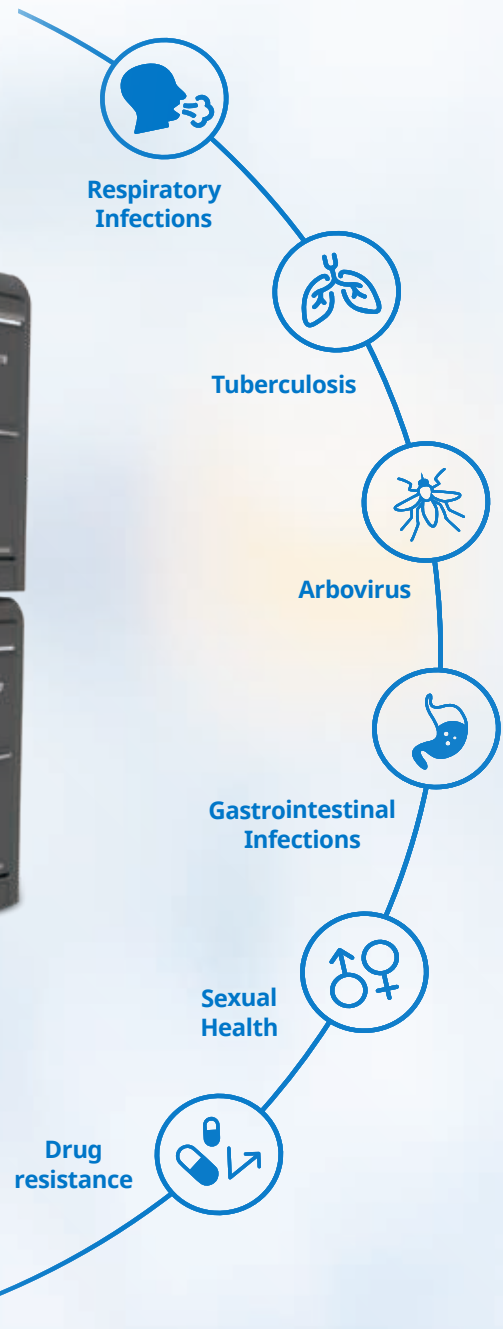 Respiratory
Infections
Tuberculosis
Arbovirus
Gastrointestinal
Infections
Sexual
Health
Drug
resistance